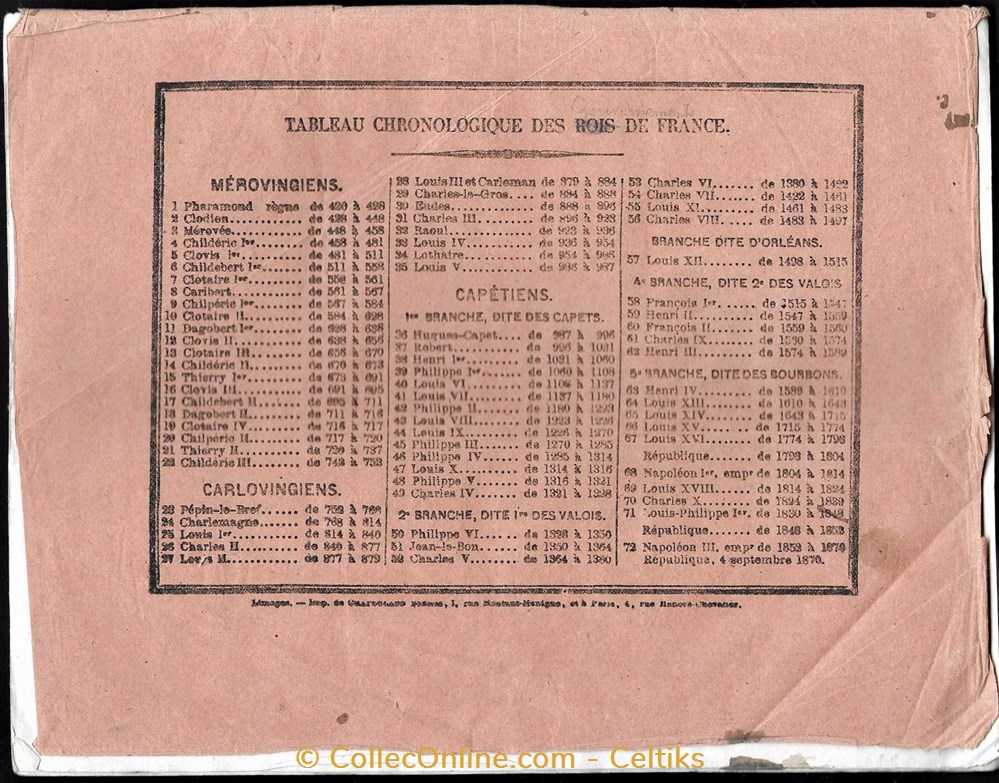 Gouvernements
TABLEAU CHRONOLOGIQUE DES ROIS DE FRANCE.
MÉROVINGIENS.
1 Pharamond règne de 420 à 428
2 Clodion.......... de 428 à 448
3 Mérovée......... de 448 à 458
4 Childéric Ier...... de 458 à 481
5 Clovis Ier......... de 481 à 511
6 Childebert Ier..... de 511 à 558
7 Clotaire Ier....... de 558 à 561
8 Caribert.......... de 561 à 567
9 Chilpéric Ier...... de 567 à 584
10 Clotaire II........ de 584 à 628
11 Dagobert Ier...... de 628 à 638
12 Clovis II.......... de 638 à 656
13 Clotaire III....... de 656 à 670
14 Childéric II....... de 670 à 673
15 Thierry Ier....... de 673 à 691
16 Clovis III......... de 691 à 695
17 Childebert II..... de 695 à 711
18 Dagobert II...... de 711 à 716
19 Clotaire IV....... de 716 à 717
20 Chilpéric II...... de 717 à 720
21 Thierry II........ de 720 à 737
22 Childéric III...... de 742 à 752
CARLOVINGIENS.
23 Pépin-le-Bref..... de 752 à 768
24 Charlemagne..... de 768 à 814
25 Louis Ier......... de 814 à 840
26 Charles II........ de 840 à 877
27 Louis II.......... de 877 à 879
28 Louis III et Carloman de 879 à 884
29 Charles-le-Gros.... de 884 à 888
30 Eudes........... de 888 à 896
31 Charles III....... de 896 à 923
32 Raoul........... de 923 à 936
33 Louis IV......... de 936 à 954
34 Lothaire......... de 954 à 986
35 Louis V......... de 986 à 987
CAPÉTIENS.
1re BRANCHE, DITE DES CAPETS.
36 Hugues-Capet.... de 987 à 996
37 Robert.......... de 996 à 1031
38 Henri Ier........ de 1031 à 1060
39 Philippe Ier...... de 1060 à 1108
40 Louis VI........ de 1108 à 1137
41 Louis VII....... de 1137 à 1180
42 Philippe II...... de 1180 à 1223
43 Louis VIII...... de 1223 à 1226
44 Louis IX........ de 1226 à 1270
45 Philippe III...... de 1270 à 1285
46 Philippe IV...... de 1285 à 1314
47 Louis X......... de 1314 à 1316
48 Philippe V....... de 1316 à 1321
49 Charles IV....... de 1321 à 1328
2e BRANCHE, DITE 1re DES VALOIS.
50 Philippe VI....... de 1328 à 1350
51 Jean-le-Bon...... de 1350 à 1364
52 Charles V........ de 1364 à 1380
53 Charles VI....... de 1380 à 1422
54 Charles VII...... de 1422 à 1461
55 Louis XI........ de 1461 à 1483
56 Charles VIII..... de 1483 à 1497
BRANCHE DITE D'ORLÉANS.
57 Louis XII........ de 1498 à 1515
4e BRANCHE, DITE 2e DES VALOIS
58 François Ier...... de 1515 à 1547
59 Henri II......... de 1547 à 1559
60 François II....... de 1559 à 1560
61 Charles IX....... de 1560 à 1574
62 Henri III........ de 1574 à 1589
5e BRANCHE, DITE DES BOURBONS.
63 Henri IV........ de 1589 à 1610
64 Louis XIII....... de 1610 à 1643
65 Louis XIV....... de 1643 à 1715
66 Louis XV........ de 1715 à 1774
67 Louis XVI....... de 1774 à 1793
République....... de 1793 à 1804
68 Napoléon Ier, empr de 1804 à 1814
69 Louis XVIII..... de 1814 à 1824
70 Charles X....... de 1824 à 1830
71 Louis-Philippe Ier. de 1830 à 1848
République....... de 1848 à 1852
72 Napoléon III, empr de 1852 à 1870
République, 4 septembre 1870.
Limoges. — Imp. de 1, rue et à Paris, 4, rue Honoré-Chevalier.
© CollecOnline.com - Celtiks